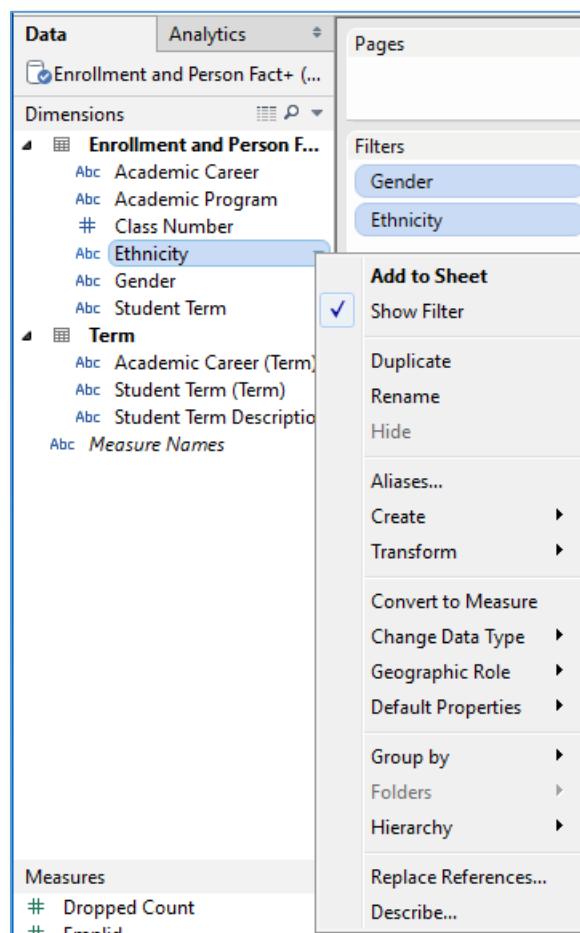 Data
Analytics
Enrollment and Person Fact+ (...
Dimensions
Enrollment and Person F...
Abc Academic Career
Abc Academic Program
# Class Number
Abc Ethnicity
Abc Gender
Abc Student Term
Term
Abc Academic Career (Term)
Abc Student Term (Term)
Abc Student Term Descriptio
Abc Measure Names
Measures
# Dropped Count
# Emplid
Pages
Filters
Gender
Ethnicity
Add to Sheet
Show Filter
Duplicate
Rename
Hide
Aliases...
Create
Transform
Convert to Measure
Change Data Type
Geographic Role
Default Properties
Group by
Folders
Hierarchy
Replace References...
Describe...